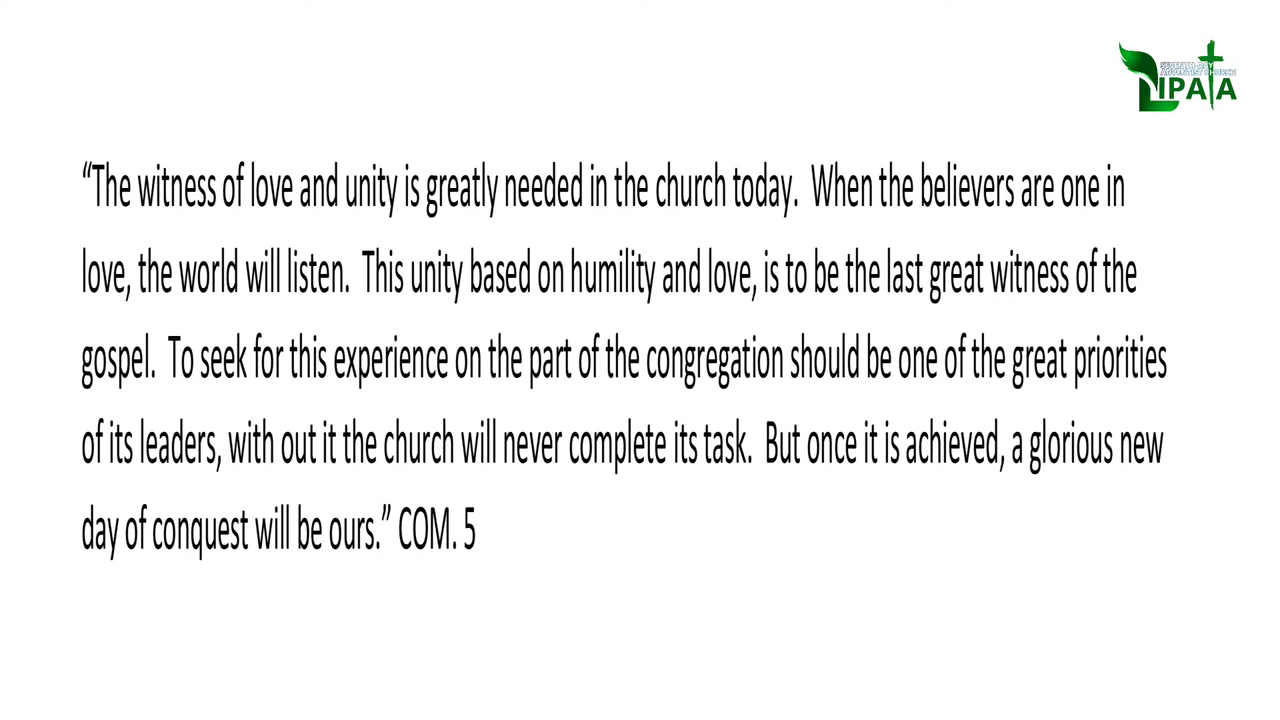 SEVENTH-DAY
ADVENTIST CHURCH
LIPATA
“The witness of love and unity is greatly needed in the church today.  When the believers are one in
love, the world will listen.  This unity based on humility and love, is to be the last great witness of the
gospel.  To seek for this experience on the part of the congregation should be one of the great priorities
of its leaders, with out it the church will never complete its task.  But once it is achieved, a glorious new
day of conquest will be ours.” COM. 5